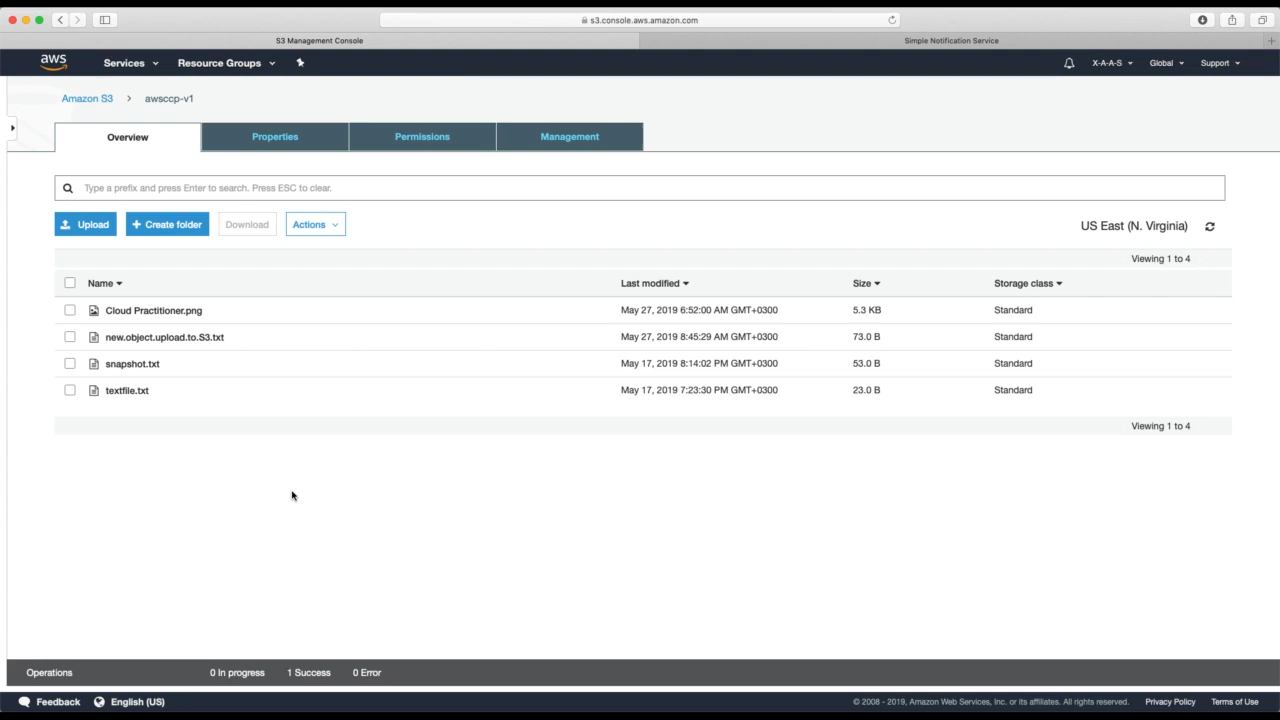 s3.console.aws.amazon.com
S3 Management Console
Simple Notification Service
aws
Services
Resource Groups
X-A-A-S
Global
Support
Amazon S3
awsccp-v1
Overview
Properties
Permissions
Management
Type a prefix and press Enter to search. Press ESC to clear.
Upload
+ Create folder
Download
Actions
US East (N. Virginia)
Viewing 1 to 4
Name Last modified Size Storage class
Cloud Practitioner.png May 27, 2019 6:52:00 AM GMT+0300 5.3 KB Standard
new.object.upload.to.S3.txt May 27, 2019 8:45:29 AM GMT+0300 73.0 B Standard
snapshot.txt May 17, 2019 8:14:02 PM GMT+0300 53.0 B Standard
textfile.txt May 17, 2019 7:23:30 PM GMT+0300 23.0 B Standard
Viewing 1 to 4
Operations 0 In progress 1 Success 0 Error
Feedback English (US) © 2008 - 2019, Amazon Web Services, Inc. or its affiliates. All rights reserved. Privacy Policy Terms of Use